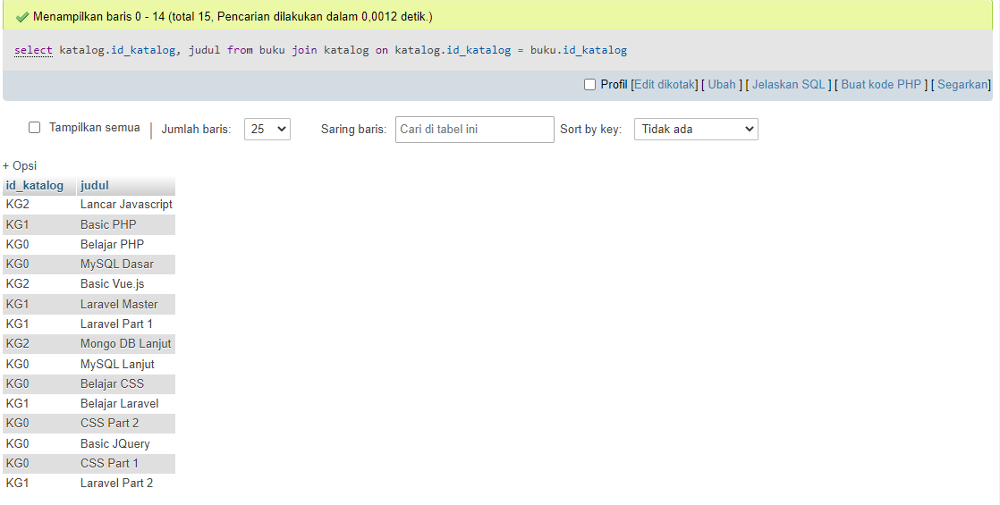 Menampilkan baris 0 - 14 (total 15, Pencarian dilakukan dalam 0,0012 detik.)
select katalog.id_katalog, judul from buku join katalog on katalog.id_katalog = buku.id_katalog
Profil [Edit dikotak] [ Ubah ] [ Jelaskan SQL ] [ Buat kode PHP ] [ Segarkan]
Tampilkan semua | Jumlah baris: 25 Saring baris: Cari di tabel ini Sort by key: Tidak ada
+ Opsi
id_katalog judul
KG2 Lancar Javascript
KG1 Basic PHP
KG0 Belajar PHP
KG0 MySQL Dasar
KG2 Basic Vue.js
KG1 Laravel Master
KG1 Laravel Part 1
KG2 Mongo DB Lanjut
KG0 MySQL Lanjut
KG0 Belajar CSS
KG1 Belajar Laravel
KG0 CSS Part 2
KG0 Basic JQuery
KG0 CSS Part 1
KG1 Laravel Part 2